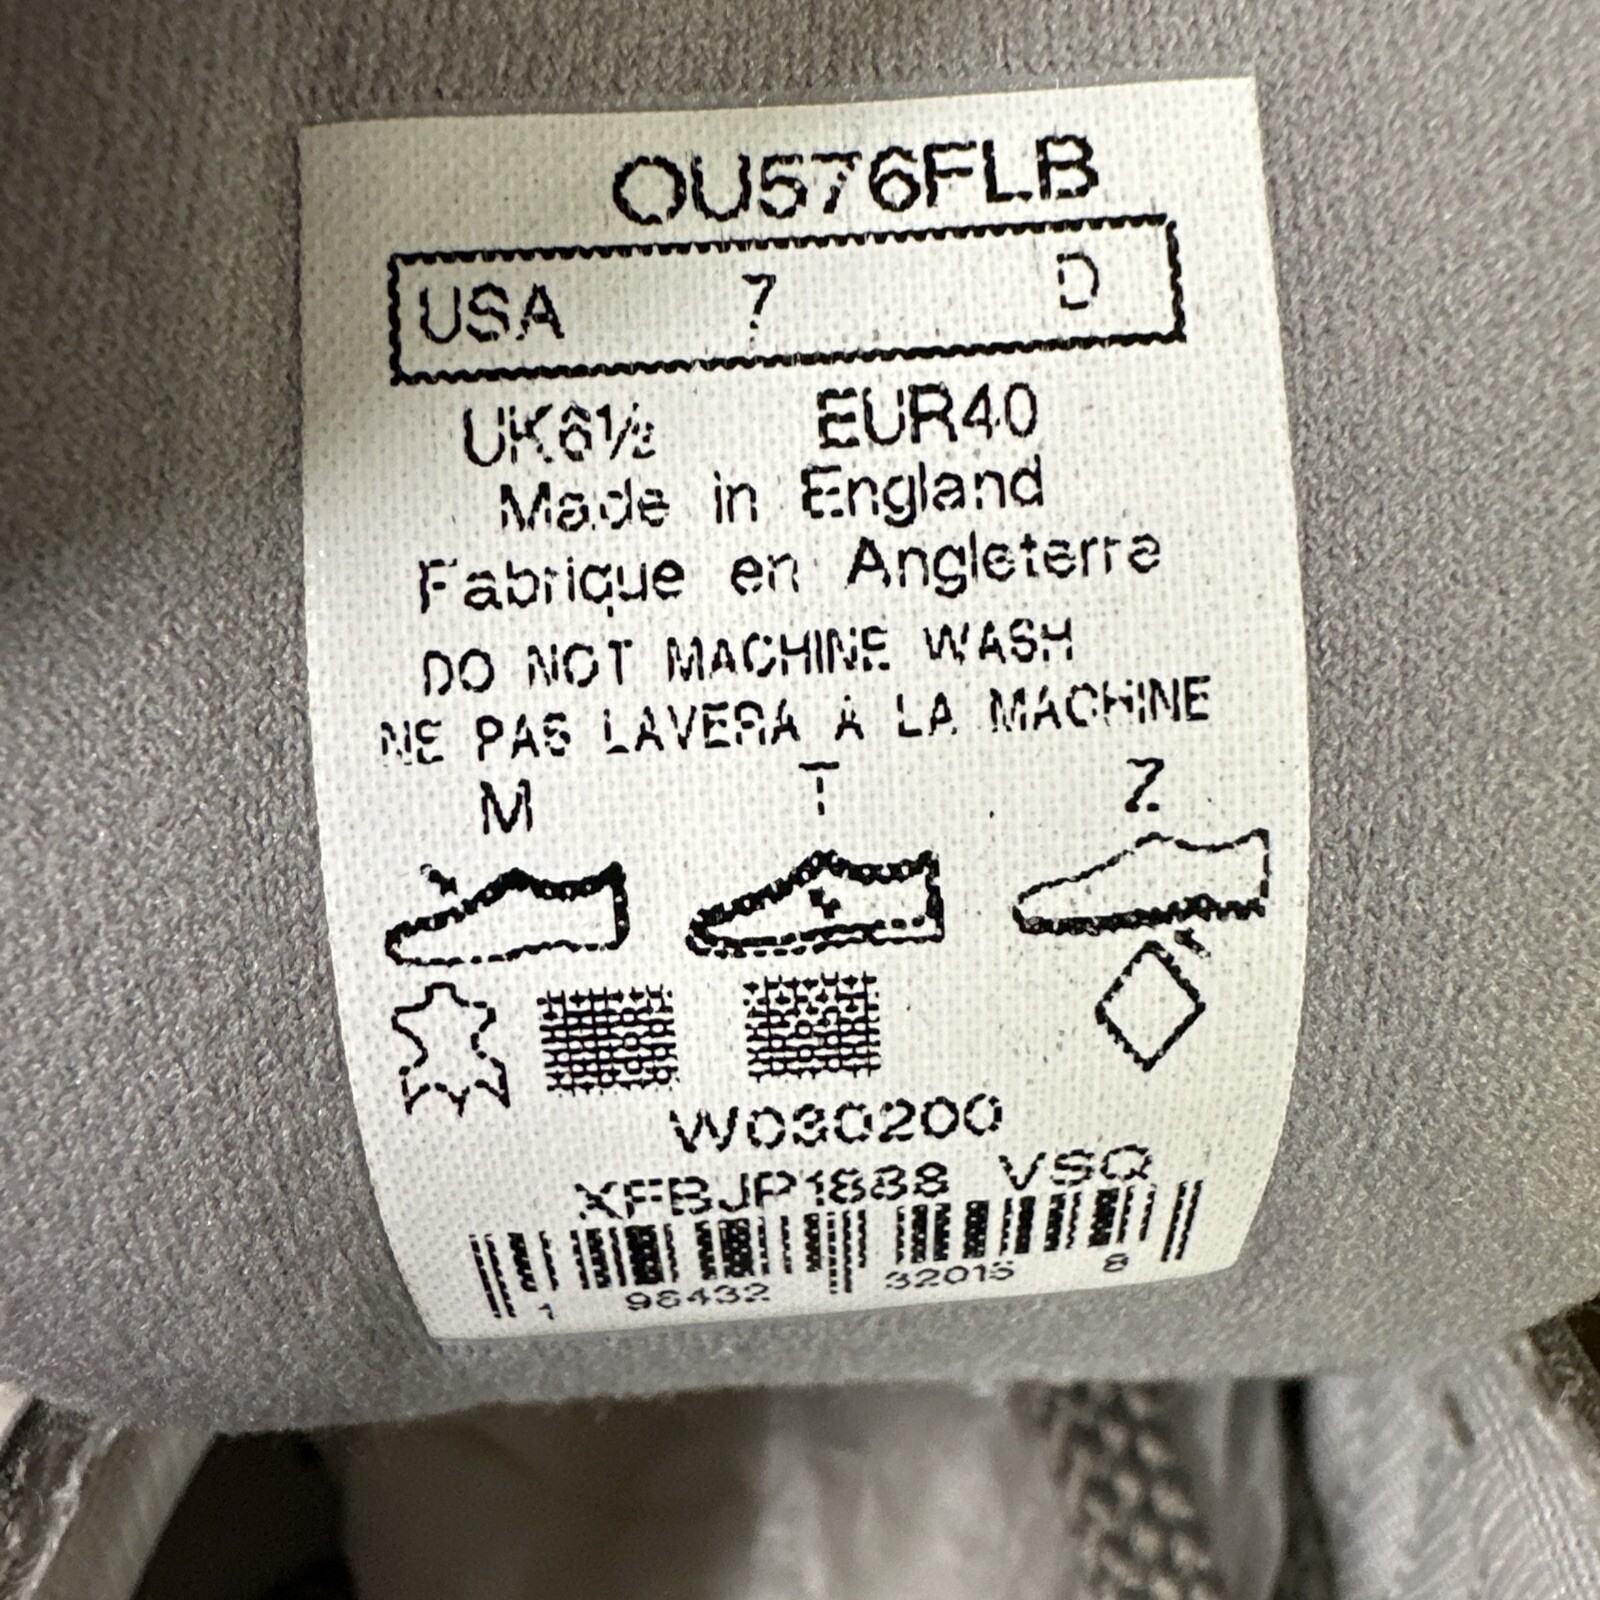 OU576FLB
USA 7 D
UK6½ EUR40
Made in England
Fabrique en Angleterre
DO NOT MACHINE WASH
NE PAS LAVERA A LA MACHINE
M T Z
W030200
XFBJP1888 VSQ
1 96432 32015 8